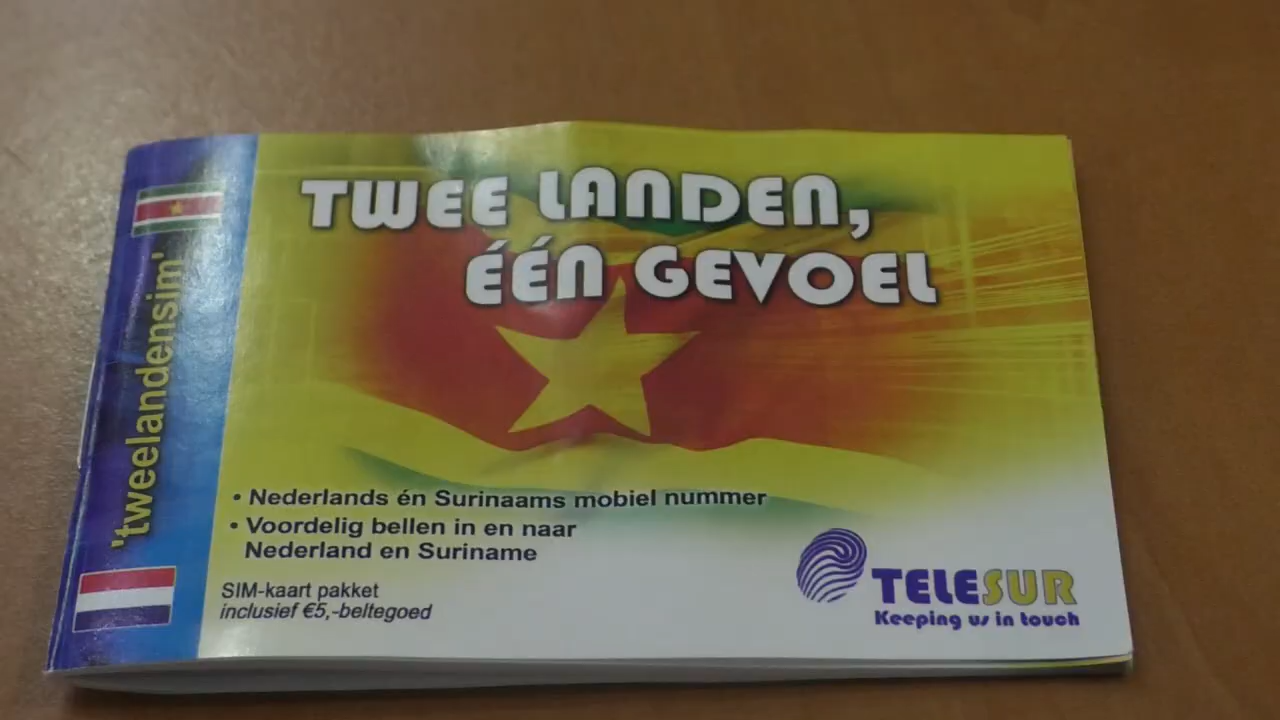 TWEE LANDEN,
ÉÉN GEVOEL
'tweelandensim'
• Nederlands én Surinaams mobiel nummer
• Voordelig bellen in en naar
Nederland en Suriname
SIM-kaart pakket
inclusief €5,-beltegoed
TELESUR
Keeping us in touch